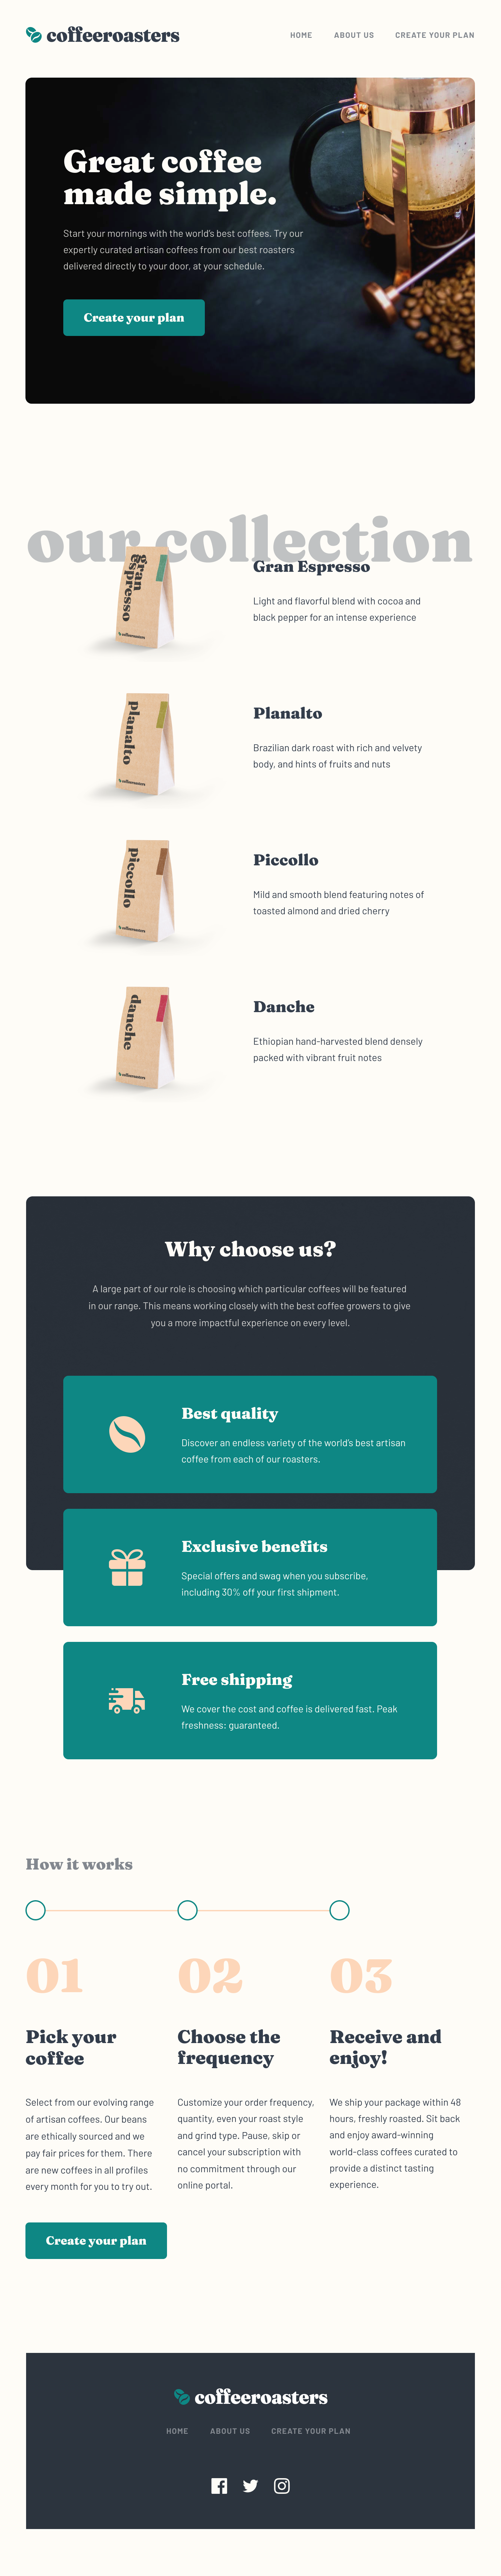 coffeeroasters
HOME ABOUT US CREATE YOUR PLAN
Great coffee
made simple.
Start your mornings with the world's best coffees. Try our
expertly curated artisan coffees from our best roasters
delivered directly to your door, at your schedule.
Create your plan
our collection
gran
espresso
coffeeroasters
Gran Espresso
Light and flavorful blend with cocoa and
black pepper for an intense experience
planalto
coffeeroasters
Planalto
Brazilian dark roast with rich and velvety
body, and hints of fruits and nuts
piccollo
coffeeroasters
Piccollo
Mild and smooth blend featuring notes of
toasted almond and dried cherry
danche
coffeeroasters
Danche
Ethiopian hand-harvested blend densely
packed with vibrant fruit notes
Why choose us?
A large part of our role is choosing which particular coffees will be featured
in our range. This means working closely with the best coffee growers to give
you a more impactful experience on every level.
Best quality
Discover an endless variety of the world's best artisan
coffee from each of our roasters.
Exclusive benefits
Special offers and swag when you subscribe,
including 30% off your first shipment.
Free shipping
We cover the cost and coffee is delivered fast. Peak
freshness: guaranteed.
How it works
01
Pick your
coffee
Select from our evolving range
of artisan coffees. Our beans
are ethically sourced and we
pay fair prices for them. There
are new coffees in all profiles
every month for you to try out.
02
Choose the
frequency
Customize your order frequency,
quantity, even your roast style
and grind type. Pause, skip or
cancel your subscription with
no commitment through our
online portal.
03
Receive and
enjoy!
We ship your package within 48
hours, freshly roasted. Sit back
and enjoy award-winning
world-class coffees curated to
provide a distinct tasting
experience.
Create your plan
coffeeroasters
HOME ABOUT US CREATE YOUR PLAN